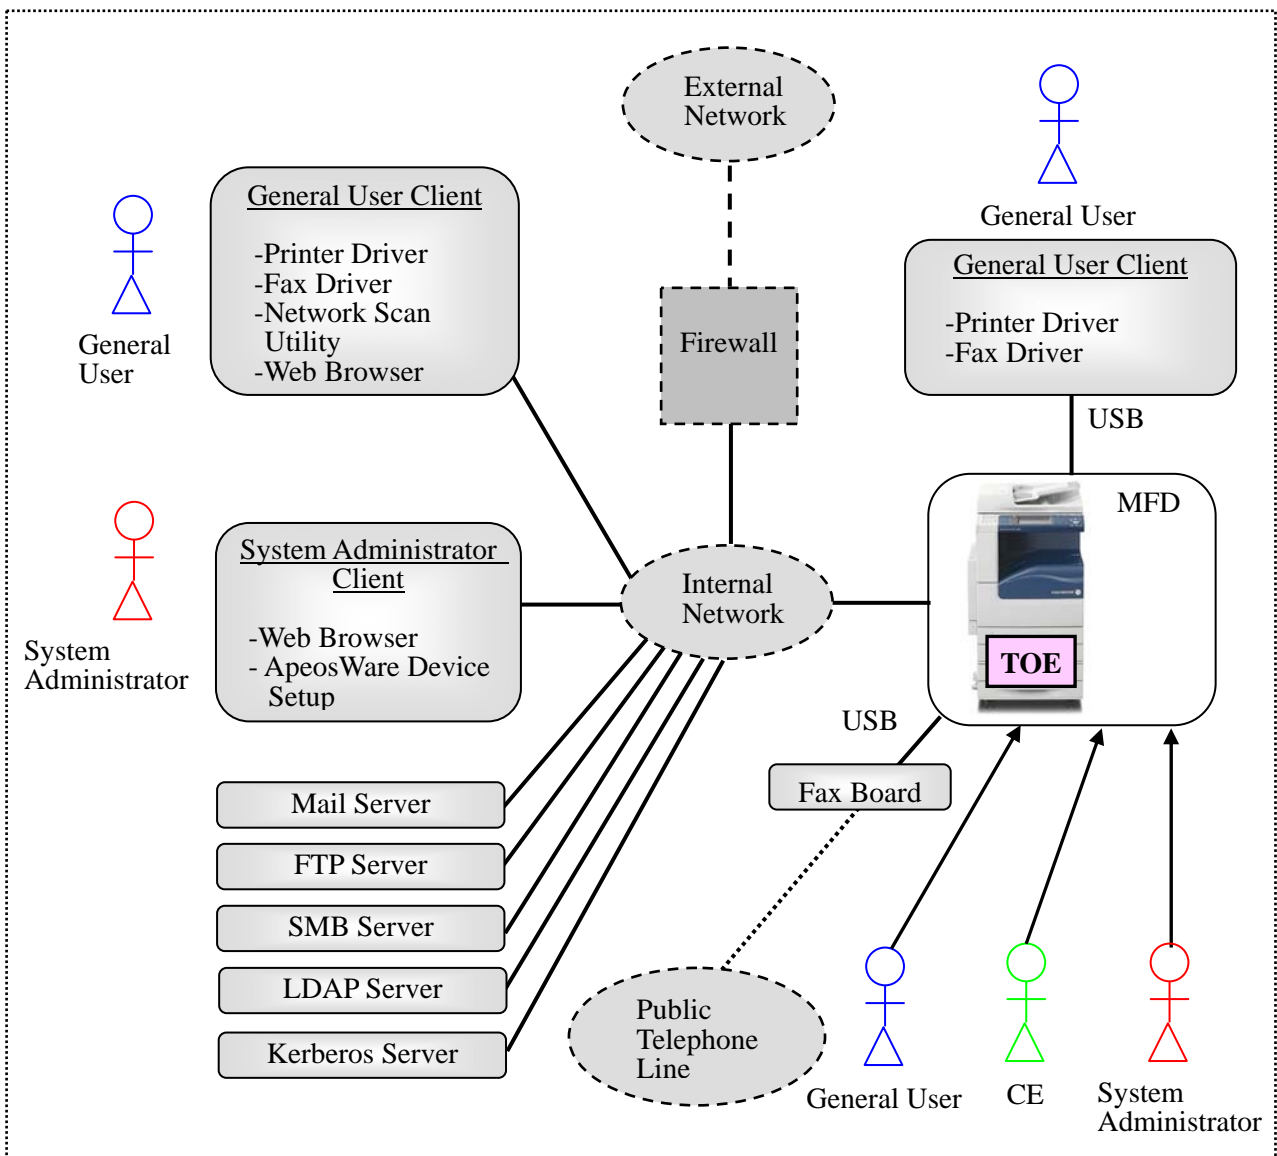 External
Network
General User
General User Client
-Printer Driver
-Fax Driver
-Network Scan
Utility
-Web Browser
General
User
General User Client
-Printer Driver
-Fax Driver
Firewall
USB
MFD
TOE
System Administrator
Client
-Web Browser
- ApeosWare Device
Setup
System
Administrator
Internal
Network
USB
Fax Board
Mail Server
FTP Server
SMB Server
LDAP Server
Kerberos Server
Public
Telephone
Line
General User
CE
System
Administrator